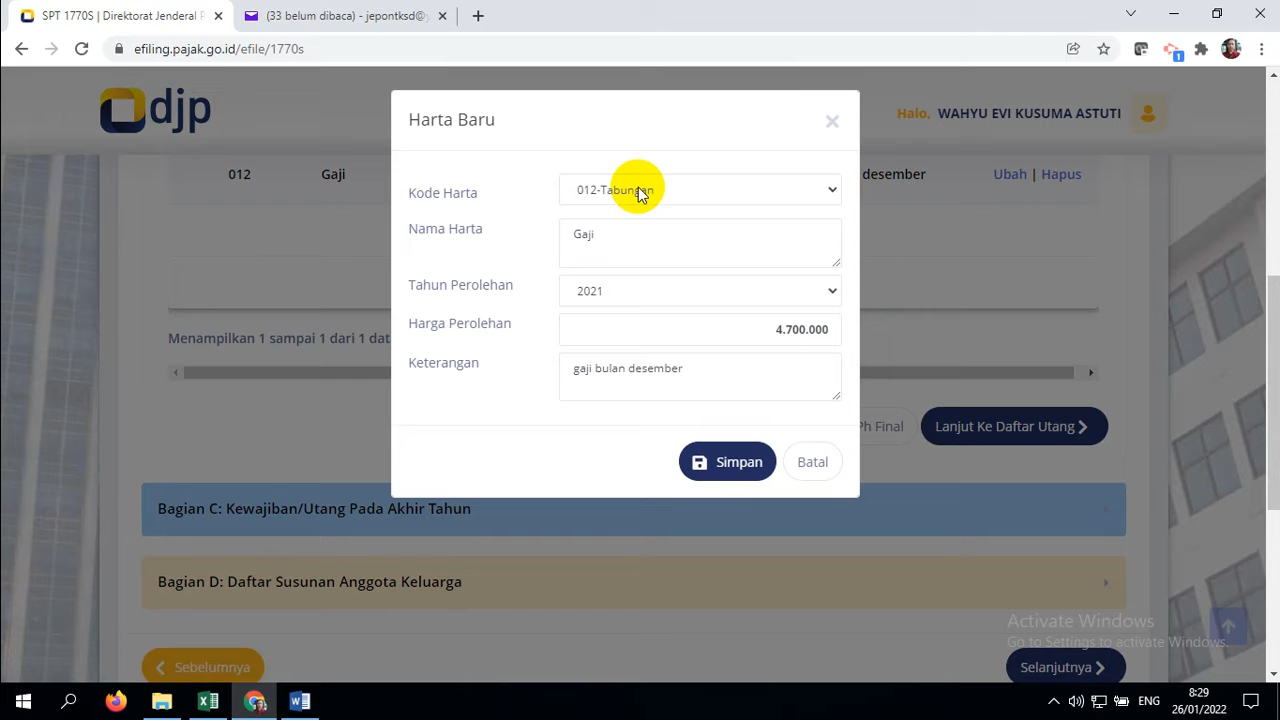 SPT 1770S | Direktorat Jenderal P
(33 belum dibaca) - jepontksd@y
efiling.pajak.go.id/efile/1770s
1
djp
Halo, WAHYU EVI KUSUMA ASTUTI
Harta Baru
012 Gaji
desember Ubah | Hapus
Kode Harta 012-Tabungan
Nama Harta Gaji
Tahun Perolehan 2021
Harga Perolehan 4.700.000
Keterangan gaji bulan desember
Menampilkan 1 sampai 1 dari 1 dat
Ph Final
Lanjut Ke Daftar Utang
Simpan Batal
Bagian C: Kewajiban/Utang Pada Akhir Tahun
Bagian D: Daftar Susunan Anggota Keluarga
Activate Windows
Go to Settings to activate Windows.
Sebelumnya Selanjutnya
ENG
8:29
26/01/2022